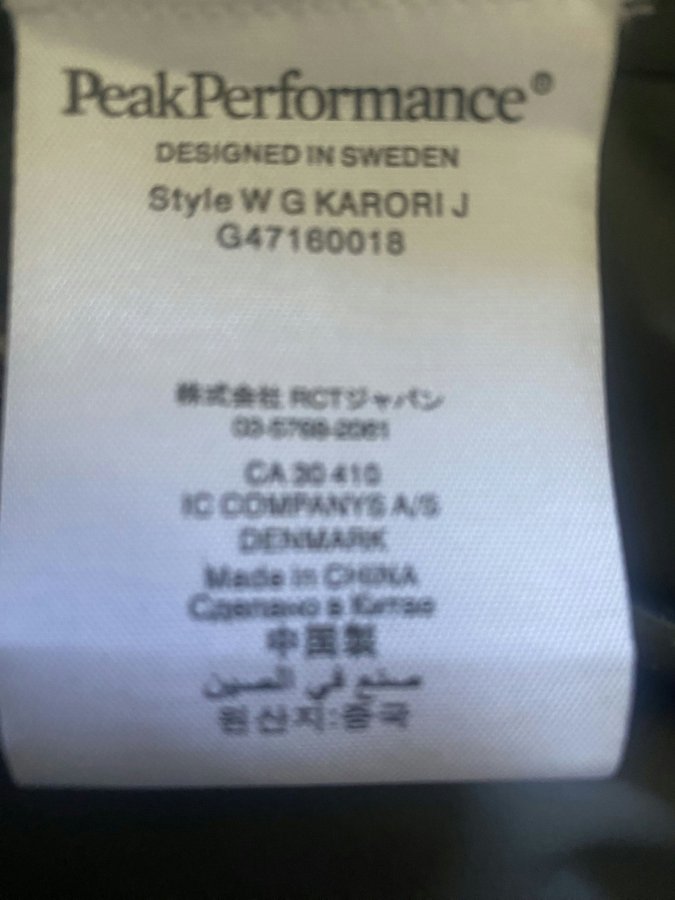 PeakPerformance®
DESIGNED IN SWEDEN
Style W G KARORI J
G47160018
株式会社 RCTジャパン
03-5768-2061
CA 30 410
IC COMPANYS A/S
DENMARK
Made in CHINA
Сделано в Китае
中国製
صنع في الصين
원산지:중국